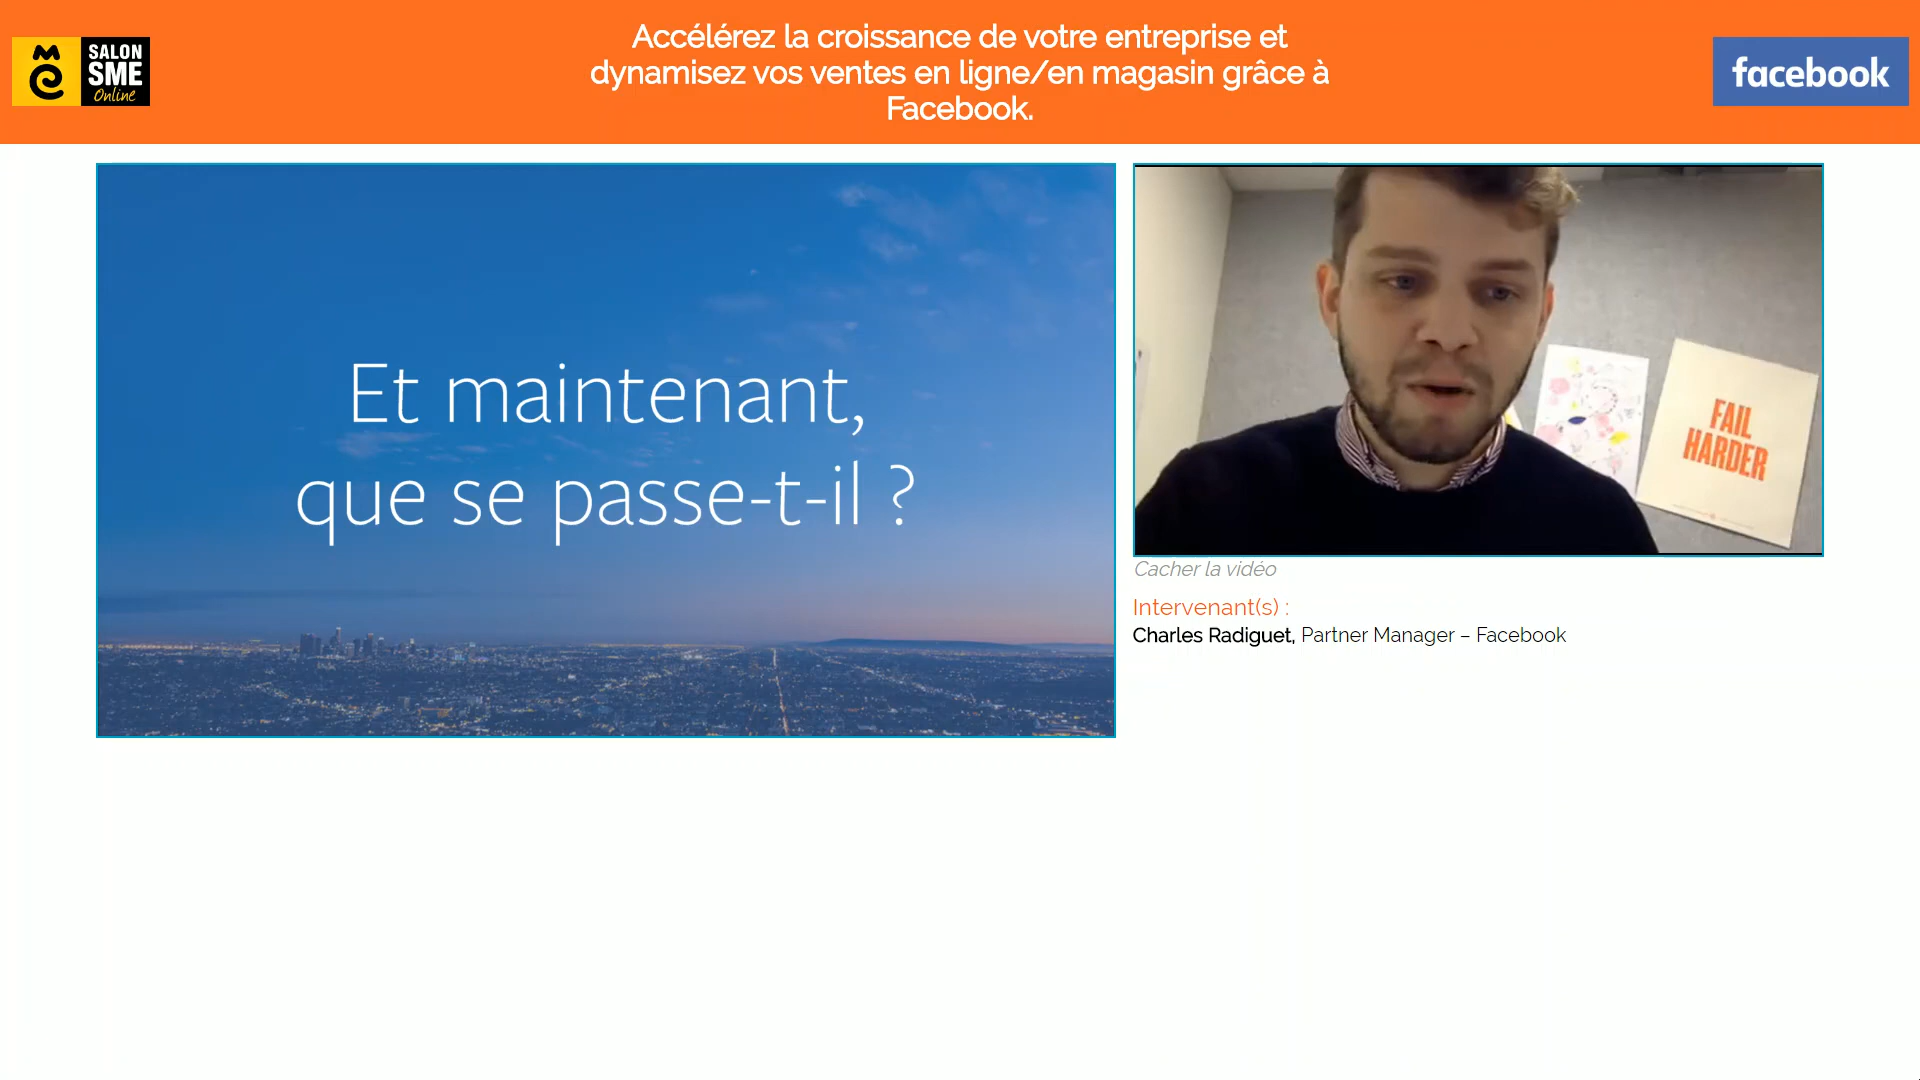 SALON
SME
Online
Accélérez la croissance de votre entreprise et
dynamisez vos ventes en ligne/en magasin grâce à
Facebook.
facebook
Et maintenant,
que se passe-t-il ?
FAIL
HARDER
Cacher la vidéo
Intervenant(s) :
Charles Radiguet, Partner Manager – Facebook